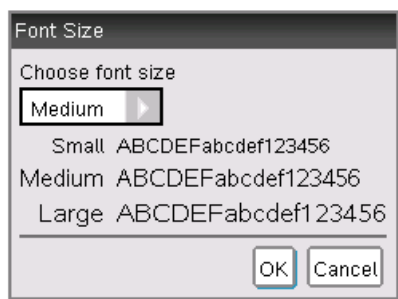 Font Size
Choose font size
Medium
Small ABCDEFabcdef123456
Medium ABCDEFabcdef123456
Large ABCDEFabcdef123456
OK Cancel